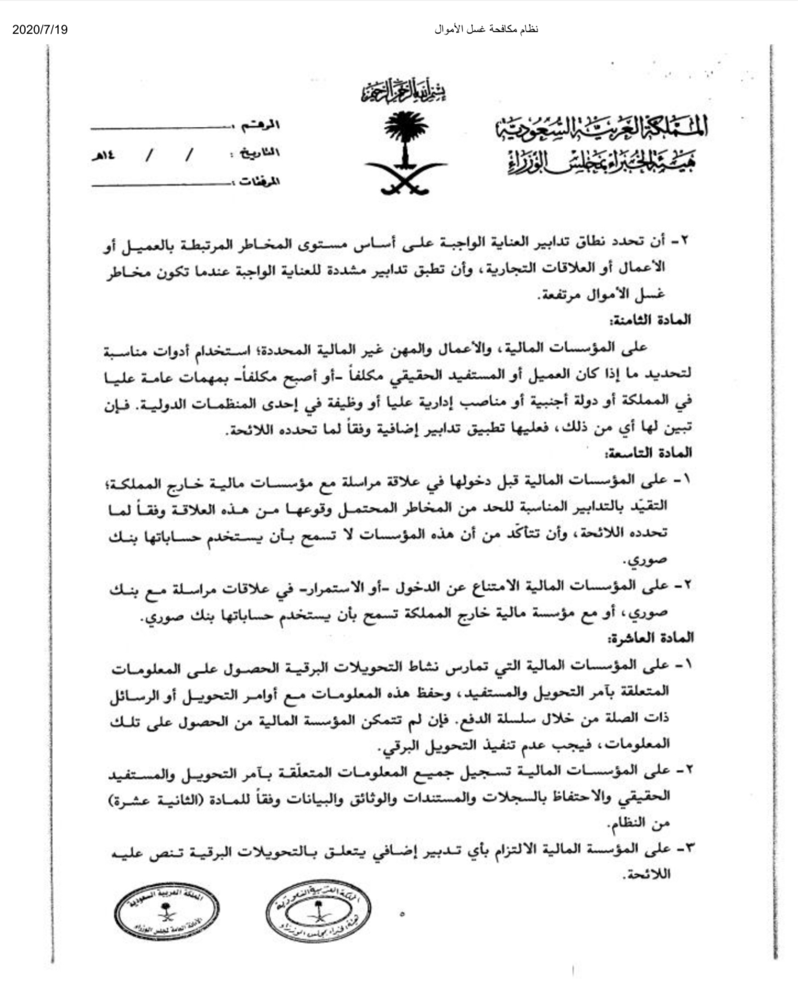 2020/7/19
نظام مكافحة غسل الأموال
بسم الله الرحمن الرحيم
المملكة العربية السعودية
هيئة الخبراء بمجلس الوزراء
الرقم :
التاريخ : / / ١٤هـ
المرفقات :
٢- أن تحدد نطاق تدابير العناية الواجبة على أساس مستوى المخاطر المرتبطة بالعميل أو
الأعمال أو العلاقات التجارية، وأن تطبق تدابير مشددة للعناية الواجبة عندما تكون مخاطر
غسل الأموال مرتفعة.
المادة الثامنة:
على المؤسسات المالية، والأعمال والمهن غير المالية المحددة؛ استخدام أدوات مناسبة
لتحديد ما إذا كان العميل أو المستفيد الحقيقي مكلفاً -أو أصبح مكلفاً- بمهمات عامة عليا
في المملكة أو دولة أجنبية أو مناصب إدارية عليا أو وظيفة في إحدى المنظمات الدولية. فإن
تبين لها أي من ذلك، فعليها تطبيق تدابير إضافية وفقاً لما تحدده اللائحة.
المادة التاسعة:
١- على المؤسسات المالية قبل دخولها في علاقة مراسلة مع مؤسسات مالية خارج المملكة؛
التقيّد بالتدابير المناسبة للحد من المخاطر المحتمل وقوعها من هذه العلاقة وفقاً لما
تحدده اللائحة، وأن تتأكّد من أن هذه المؤسسات لا تسمح بأن يستخدم حساباتها بنك
صوري.
٢- على المؤسسات المالية الامتناع عن الدخول -أو الاستمرار- في علاقات مراسلة مع بنك
صوري، أو مع مؤسسة مالية خارج المملكة تسمح بأن يستخدم حساباتها بنك صوري.
المادة العاشرة:
١- على المؤسسات المالية التي تمارس نشاط التحويلات البرقية الحصول على المعلومات
المتعلقة بآمر التحويل والمستفيد، وحفظ هذه المعلومات مع أوامر التحويل أو الرسائل
ذات الصلة من خلال سلسلة الدفع. فإن لم تتمكن المؤسسة المالية من الحصول على تلك
المعلومات، فيجب عدم تنفيذ التحويل البرقي.
٢- على المؤسسات المالية تسجيل جميع المعلومات المتعلّقة بآمر التحويل والمستفيد
الحقيقي والاحتفاظ بالسجلات والمستندات والوثائق والبيانات وفقاً للمادة (الثانية عشرة)
من النظام.
٣- على المؤسسة المالية الالتزام بأي تدبير إضافي يتعلق بالتحويلات البرقية تنص عليه
اللائحة.
المملكة العربية السعودية
هيئة الخبراء بمجلس الوزراء
المملكة العربية السعودية
الأمانة العامة لمجلس الوزراء
٥